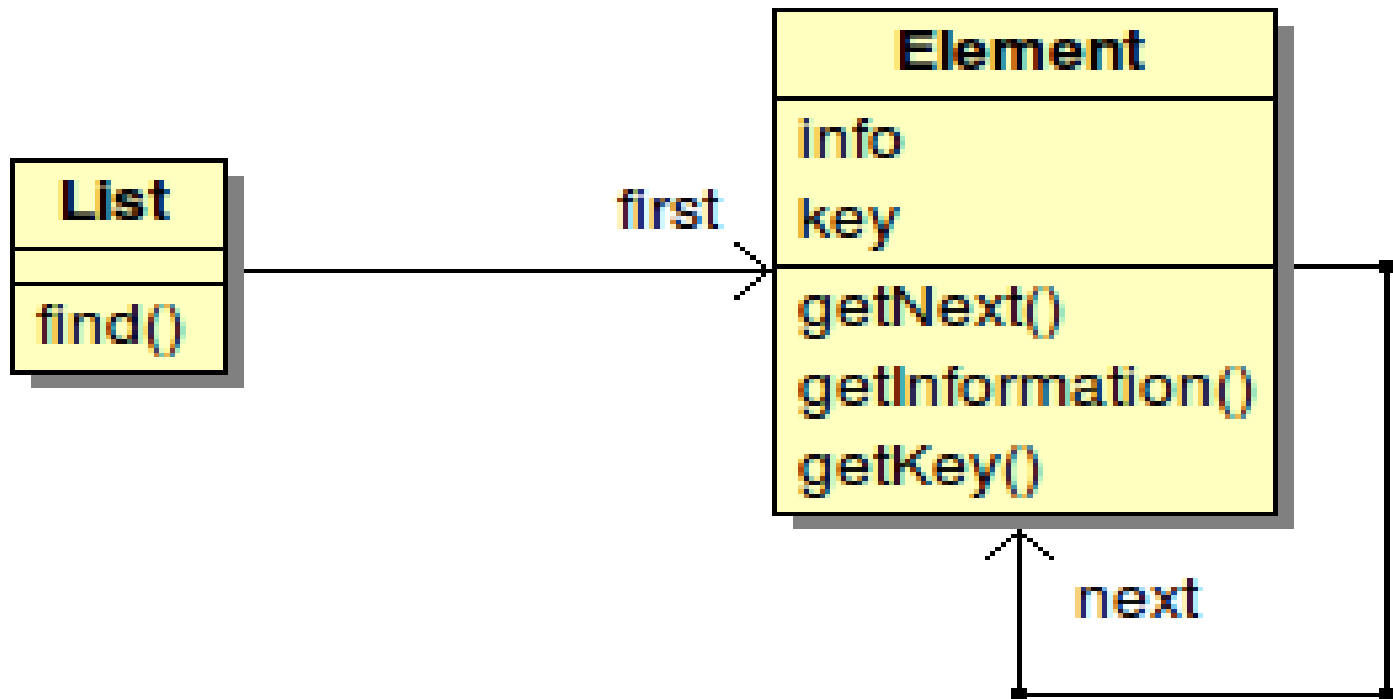 List
find()
first
Element
info
key
getNext()
getInformation()
getKey()
next